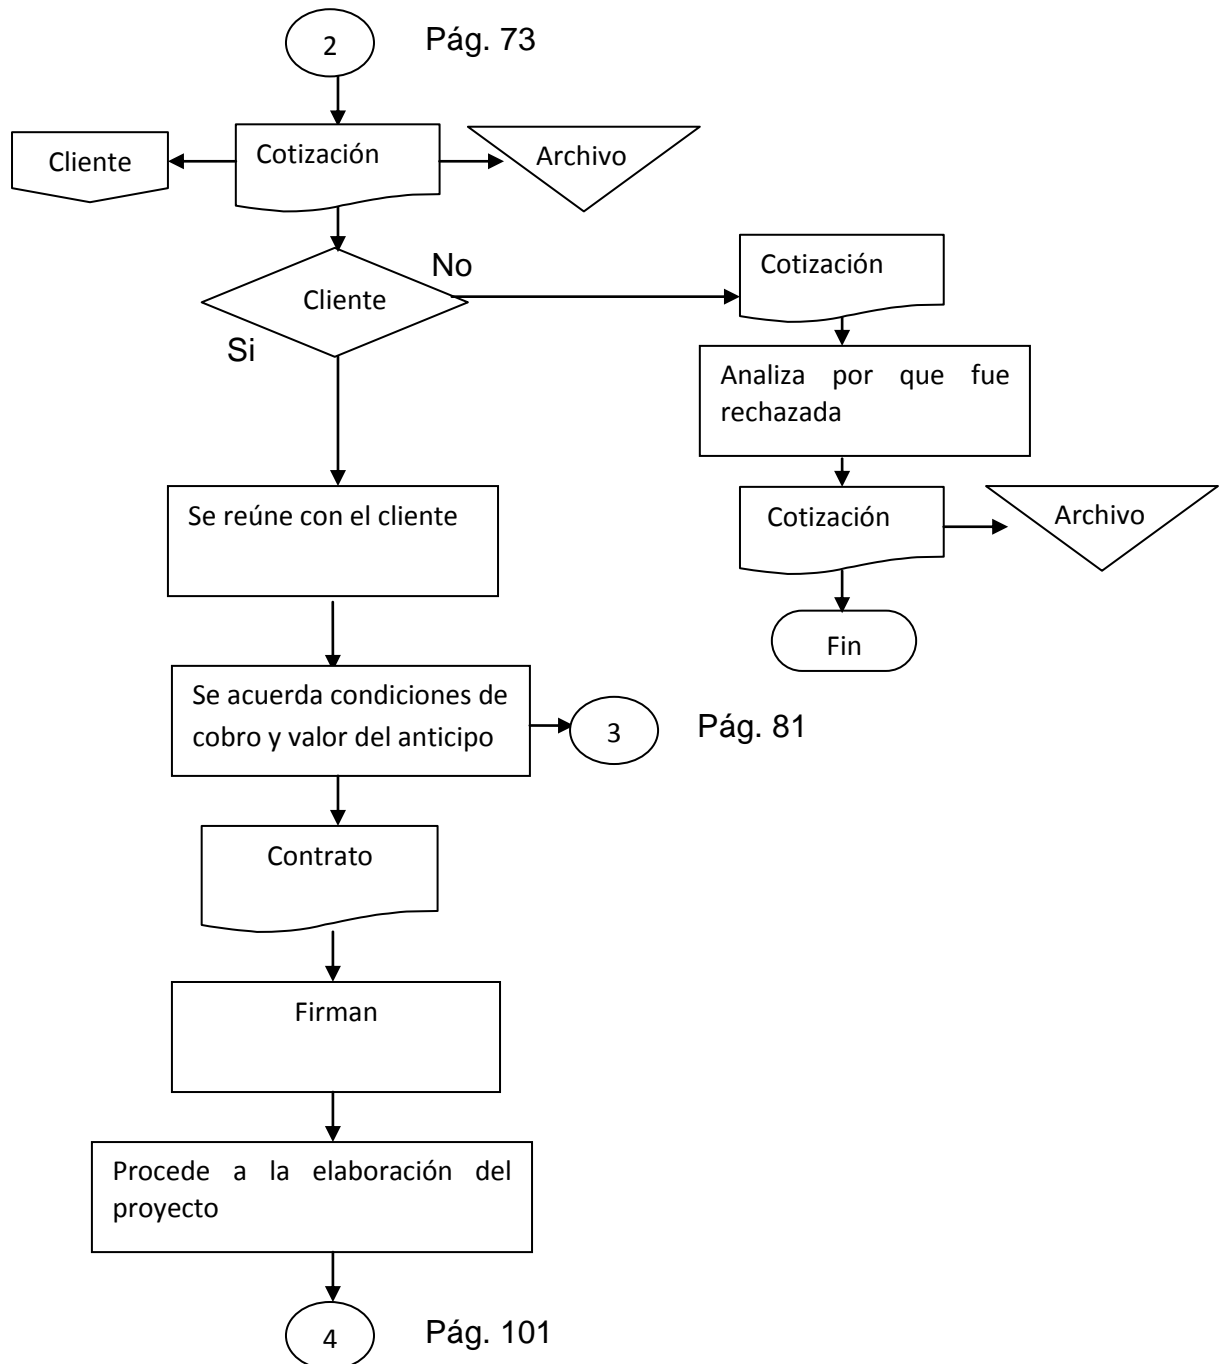 2
Pág. 73
Cliente
Cotización
Archivo
No
Cotización
Cliente
Si
Analiza por que fue
rechazada
Se reúne con el cliente
Cotización
Archivo
Fin
Se acuerda condiciones de
cobro y valor del anticipo
3
Pág. 81
Contrato
Firman
Procede a la elaboración del
proyecto
4
Pág. 101